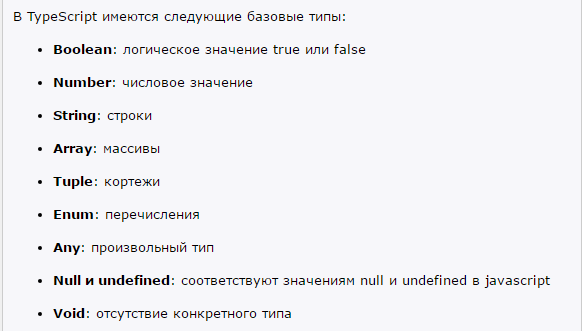 В TypeScript имеются следующие базовые типы:
• Boolean: логическое значение true или false
• Number: числовое значение
• String: строки
• Array: массивы
• Tuple: кортежи
• Enum: перечисления
• Any: произвольный тип
• Null и undefined: соответствуют значениям null и undefined в javascript
• Void: отсутствие конкретного типа